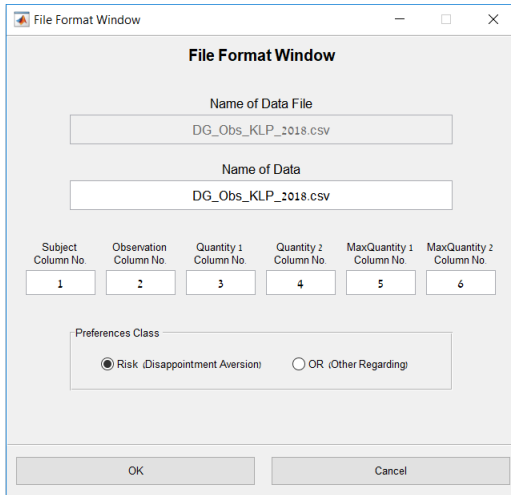 File Format Window
File Format Window
Name of Data File
DG_Obs_KLP_2018.csv
Name of Data
DG_Obs_KLP_2018.csv
Subject Observation Quantity 1 Quantity 2 MaxQuantity 1 MaxQuantity 2
Column No. Column No. Column No. Column No. Column No. Column No.
1 2 3 4 5 6
Preferences Class
Risk (Disappointment Aversion) OR (Other Regarding)
OK Cancel